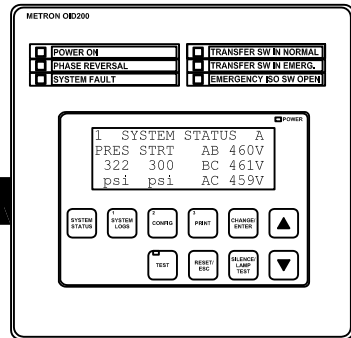 METRON OID200
POWER ON
PHASE REVERSAL
SYSTEM FAULT
TRANSFER SW IN NORMAL
TRANSFER SW IN EMERG.
EMERGENCY ISO SW OPEN
POWER
1 SYSTEM STATUS A
PRES STRT AB 460V
322 300 BC 461V
psi psi AC 459V
SYSTEM
STATUS
1
SYSTEM
LOGS
2
CONFIG
3
PRINT
CHANGE/
ENTER
TEST
RESET/
ESC
SILENCE/
LAMP
TEST